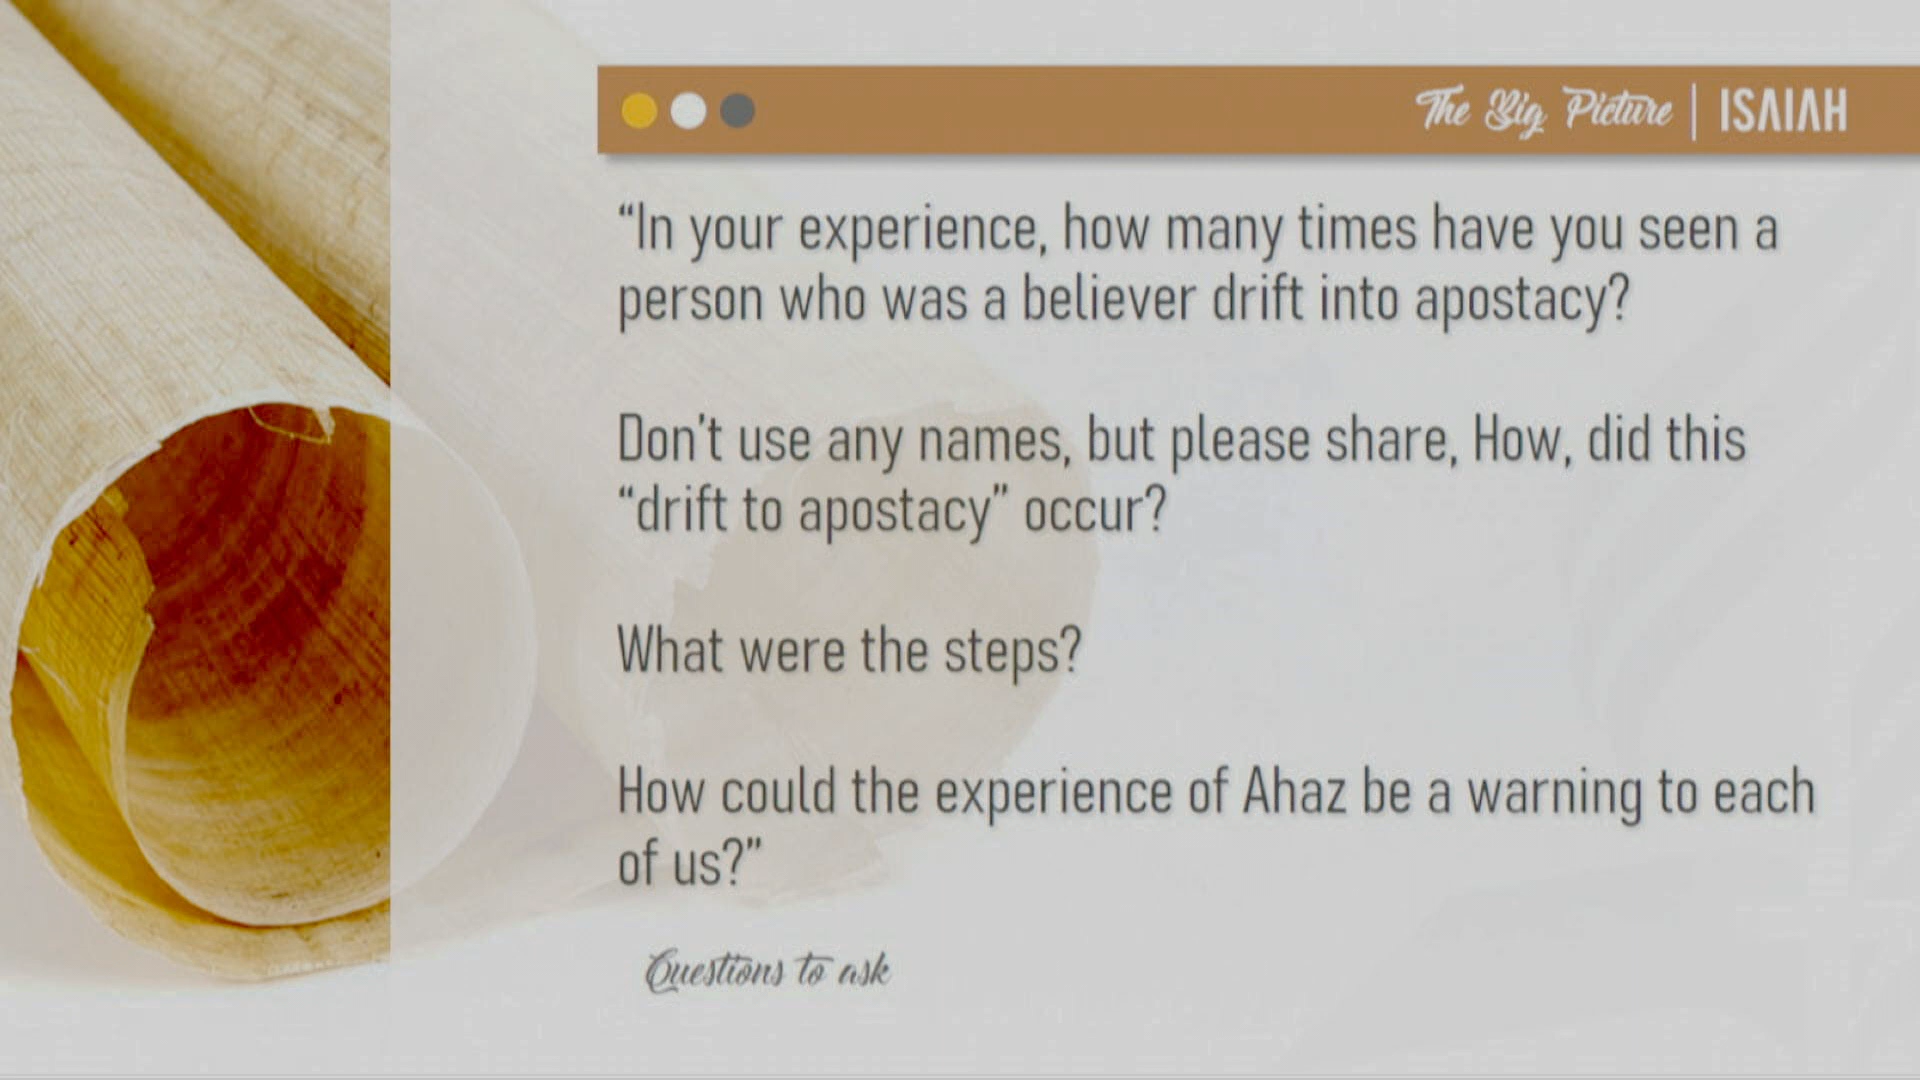 The Big Picture | ISAIAH
“In your experience, how many times have you seen a
person who was a believer drift into apostacy?
Don’t use any names, but please share, How, did this
“drift to apostacy” occur?
What were the steps?
How could the experience of Ahaz be a warning to each
of us?”
Questions to ask